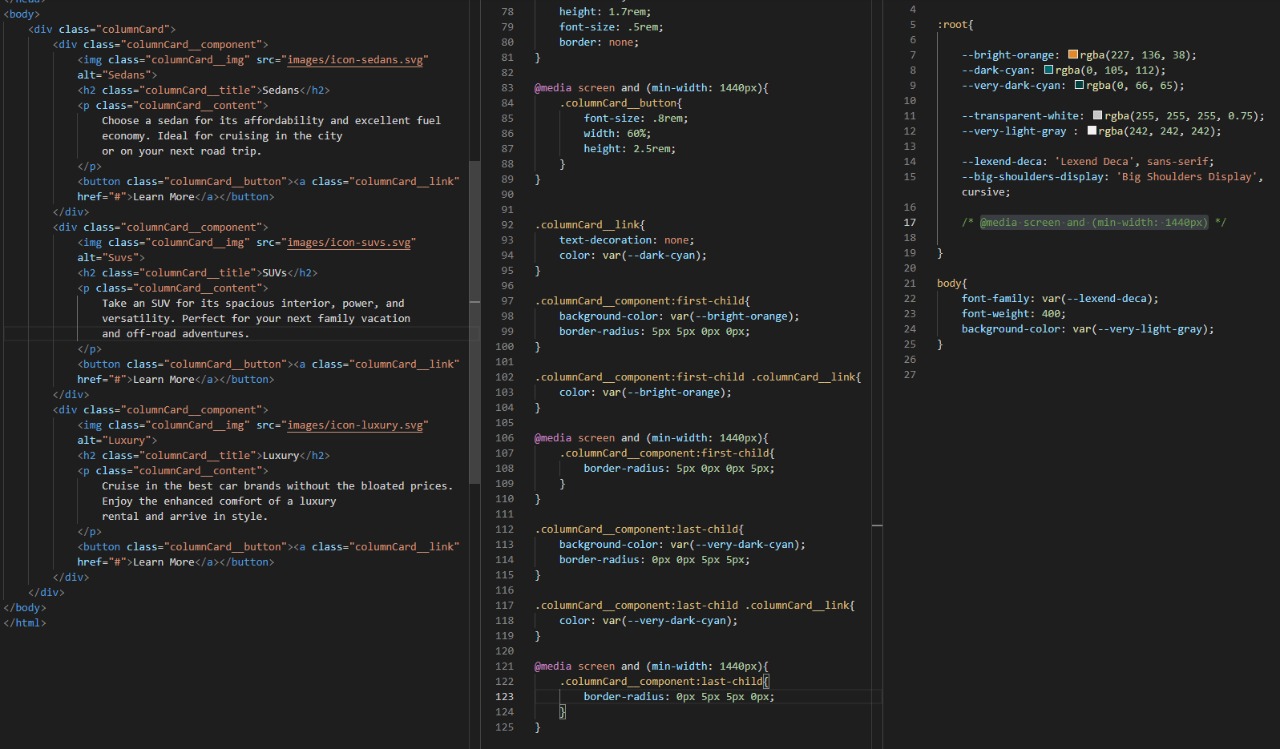 <body>
<div class="columnCard">
<div class="columnCard__component">
<img class="columnCard__img" src="images/icon-sedans.svg"
alt="Sedans">
<h2 class="columnCard__title">Sedans</h2>
<p class="columnCard__content">
Choose a sedan for its affordability and excellent fuel
economy. Ideal for cruising in the city
or on your next road trip.
</p>
<button class="columnCard__button"><a class="columnCard__link"
href="#">Learn More</a></button>
</div>
<div class="columnCard__component">
<img class="columnCard__img" src="images/icon-suvs.svg"
alt="Suvs">
<h2 class="columnCard__title">SUVs</h2>
<p class="columnCard__content">
Take an SUV for its spacious interior, power, and
versatility. Perfect for your next family vacation
and off-road adventures.
</p>
<button class="columnCard__button"><a class="columnCard__link"
href="#">Learn More</a></button>
</div>
<div class="columnCard__component">
<img class="columnCard__img" src="images/icon-luxury.svg"
alt="Luxury">
<h2 class="columnCard__title">Luxury</h2>
<p class="columnCard__content">
Cruise in the best car brands without the bloated prices.
Enjoy the enhanced comfort of a luxury
rental and arrive in style.
</p>
<button class="columnCard__button"><a class="columnCard__link"
href="#">Learn More</a></button>
</div>
</div>
</body>
</html>
78 height: 1.7rem;
79 font-size: .5rem;
80 border: none;
81 }
82
83 @media screen and (min-width: 1440px){
84 .columnCard__button{
85 font-size: .8rem;
86 width: 60%;
87 height: 2.5rem;
88 }
89 }
90
91
92 .columnCard__link{
93 text-decoration: none;
94 color: var(--dark-cyan);
95 }
96
97 .columnCard__component:first-child{
98 background-color: var(--bright-orange);
99 border-radius: 5px 5px 0px 0px;
100 }
101
102 .columnCard__component:first-child .columnCard__link{
103 color: var(--bright-orange);
104 }
105
106 @media screen and (min-width: 1440px){
107 .columnCard__component:first-child{
108 border-radius: 5px 0px 0px 5px;
109 }
110 }
111
112 .columnCard__component:last-child{
113 background-color: var(--very-dark-cyan);
114 border-radius: 0px 0px 5px 5px;
115 }
116
117 .columnCard__component:last-child .columnCard__link{
118 color: var(--very-dark-cyan);
119 }
120
121 @media screen and (min-width: 1440px){
122 .columnCard__component:last-child{
123 border-radius: 0px 5px 5px 0px;
124 }
125 }
4
5 :root{
6
7 --bright-orange: rgba(227, 136, 38);
8 --dark-cyan: rgba(0, 105, 112);
9 --very-dark-cyan: rgba(0, 66, 65);
10
11 --transparent-white: rgba(255, 255, 255, 0.75);
12 --very-light-gray : rgba(242, 242, 242);
13
14 --lexend-deca: 'Lexend Deca', sans-serif;
15 --big-shoulders-display: 'Big Shoulders Display',
cursive;
16
17 /* @media screen and (min-width: 1440px) */
18
19 }
20
21 body{
22 font-family: var(--lexend-deca);
23 font-weight: 400;
24 background-color: var(--very-light-gray);
25 }
26
27